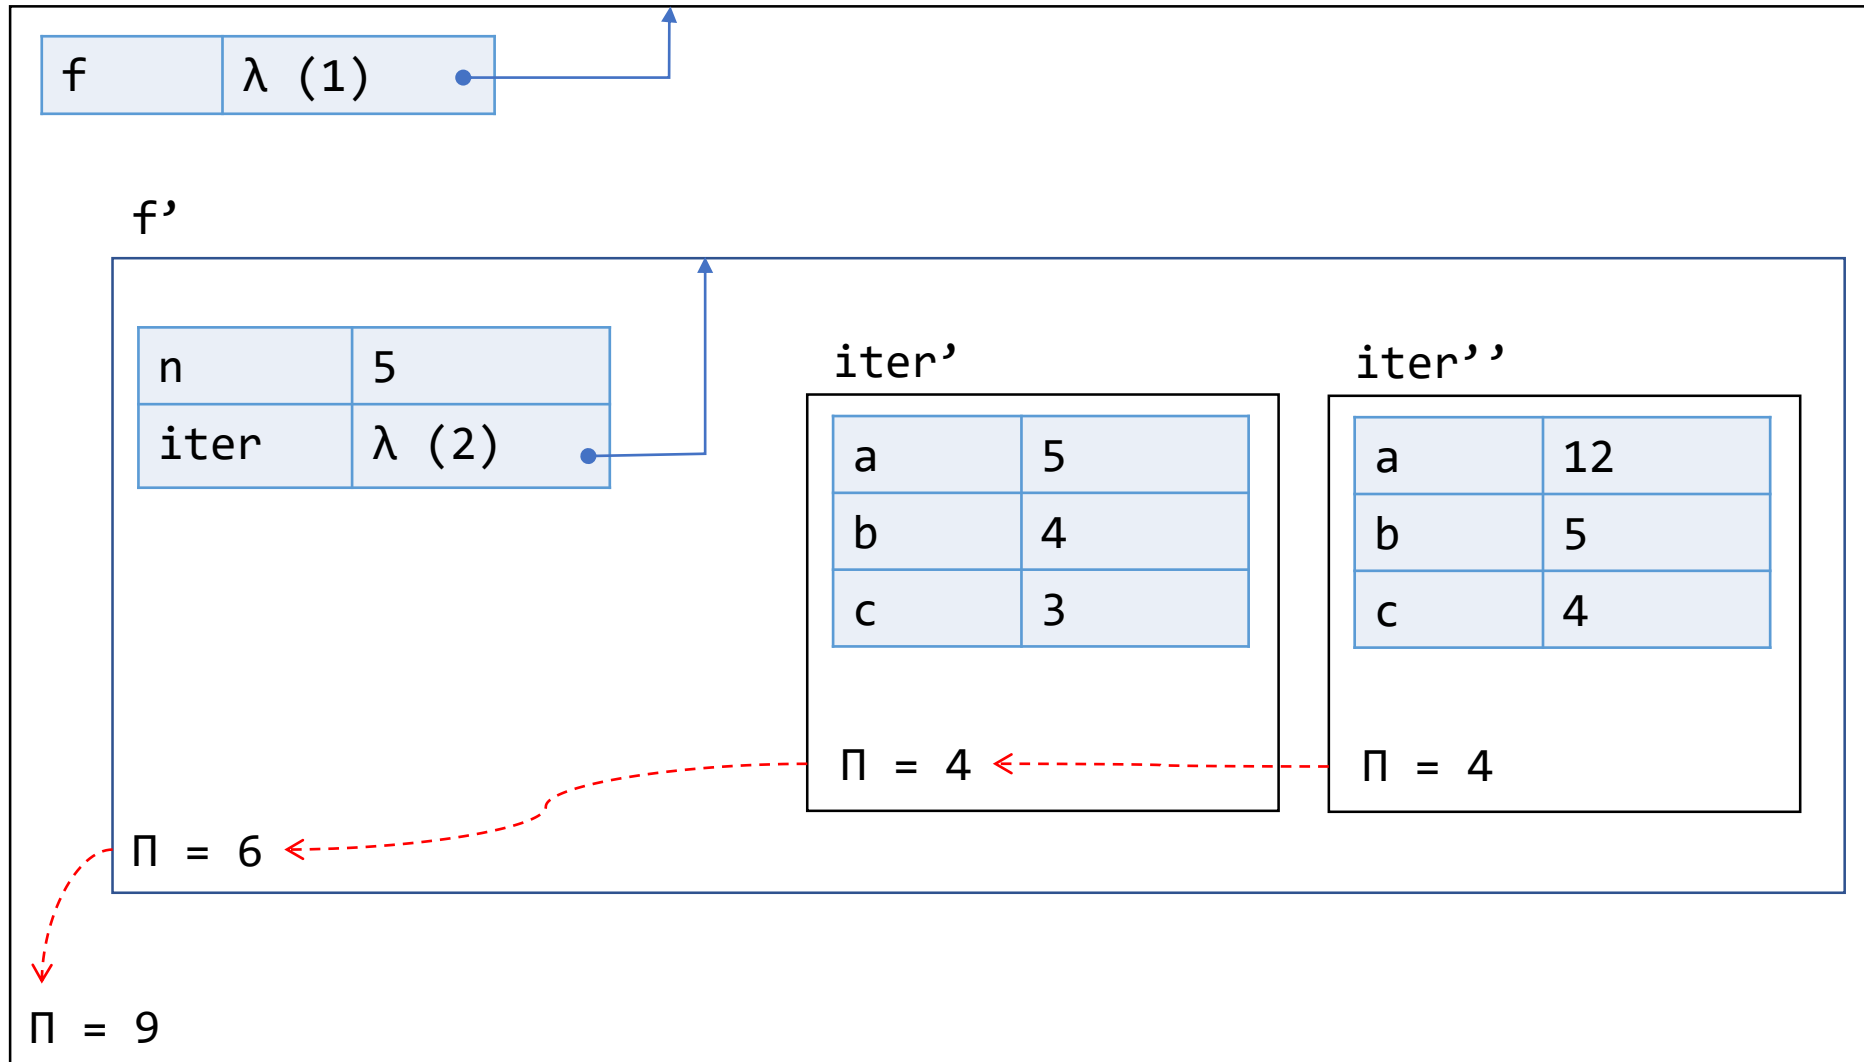 f λ (1)
f’
n 5
iter λ (2)
iter’
a 5
b 4
c 3
Π = 4
iter’’
a 12
b 5
c 4
Π = 4
Π = 6
Π = 9